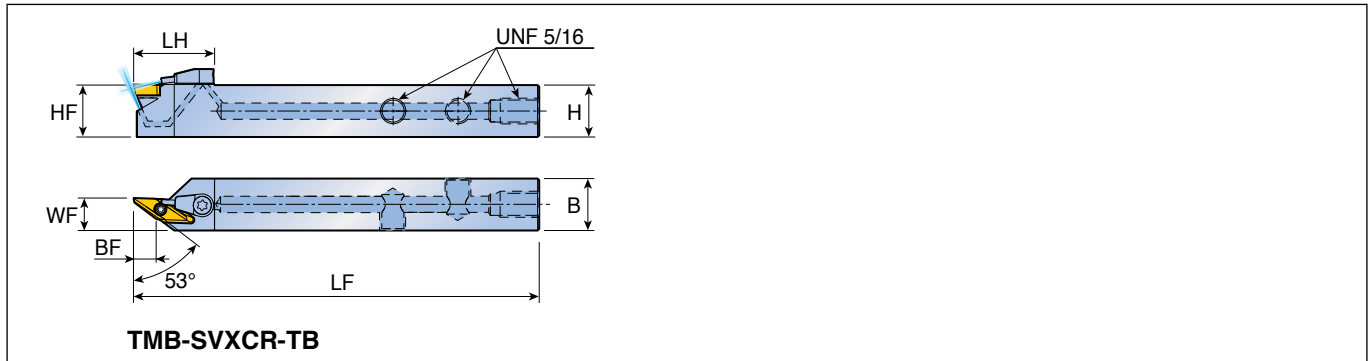 LH
UNF 5/16
HF
H
WF
B
BF
53°
LF
TMB-SVXCR-TB